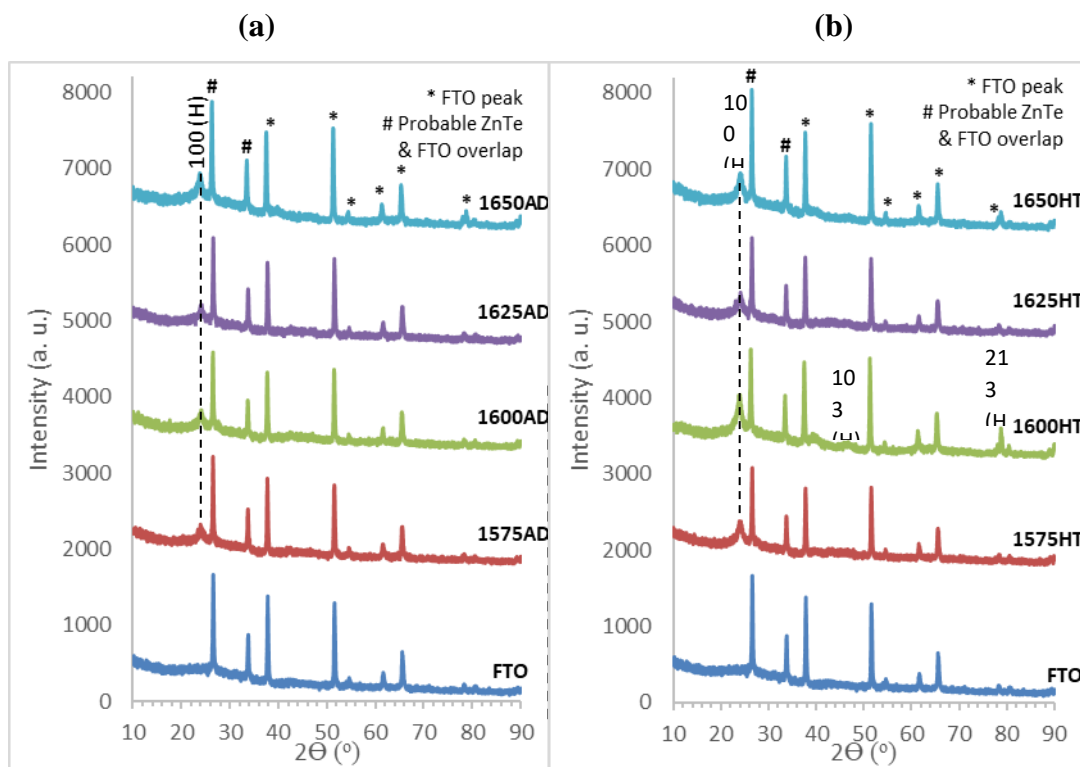 (a)
(b)
8000
7000
6000
5000
4000
3000
2000
1000
0
Intensity (a. u.)
#
100 (H)
#
*
*
*
*
*
*
* FTO peak
# Probable ZnTe
& FTO overlap
1650AD
1625AD
1600AD
1575AD
FTO
10 20 30 40 50 60 70 80 90
2Θ (°)
8000
7000
6000
5000
4000
3000
2000
1000
0
Intensity (a. u.)
#
10
0
(H
#
*
*
*
*
*
*
* FTO peak
# Probable ZnTe
& FTO overlap
1650HT
1625HT
10
3
(H)
21
3
(H
1600HT
1575HT
FTO
10 20 30 40 50 60 70 80 90
2Θ (°)